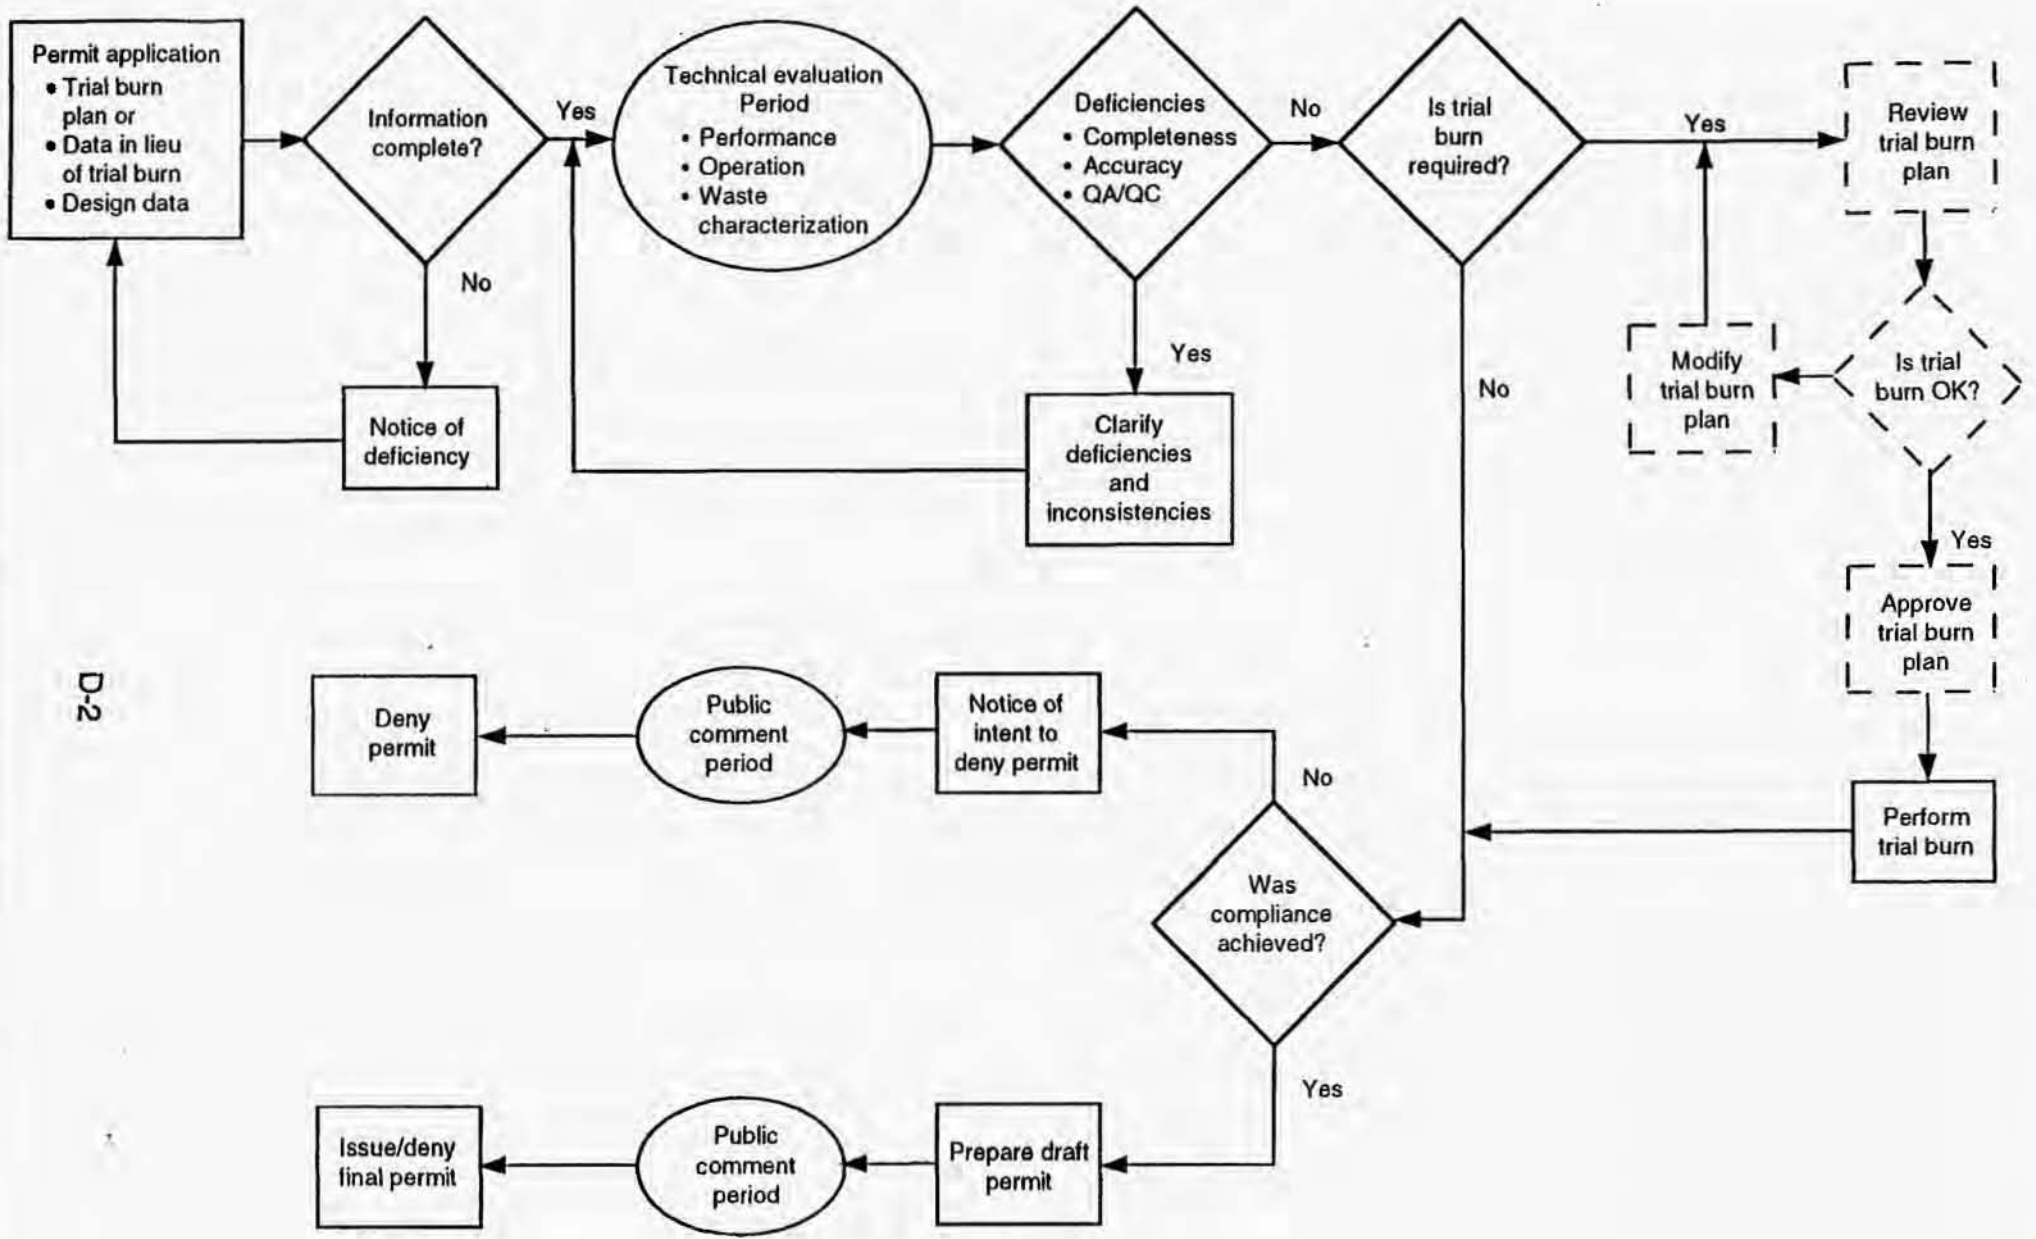 Permit application
• Trial burn
plan or
• Data in lieu
of trial burn
• Design data
Information
complete?
Yes
No
Notice of
deficiency
Technical evaluation
Period
• Performance
• Operation
• Waste
characterization
Deficiencies
• Completeness
• Accuracy
• QA/QC
No
Yes
Clarify
deficiencies
and
inconsistencies
Is trial
burn
required?
Yes
No
Review
trial burn
plan
Is trial
burn OK?
Modify
trial burn
plan
Yes
Approve
trial burn
plan
Perform
trial burn
Was
compliance
achieved?
No
Notice of
intent to
deny permit
Public
comment
period
Deny
permit
Yes
Prepare draft
permit
Public
comment
period
Issue/deny
final permit
D-2